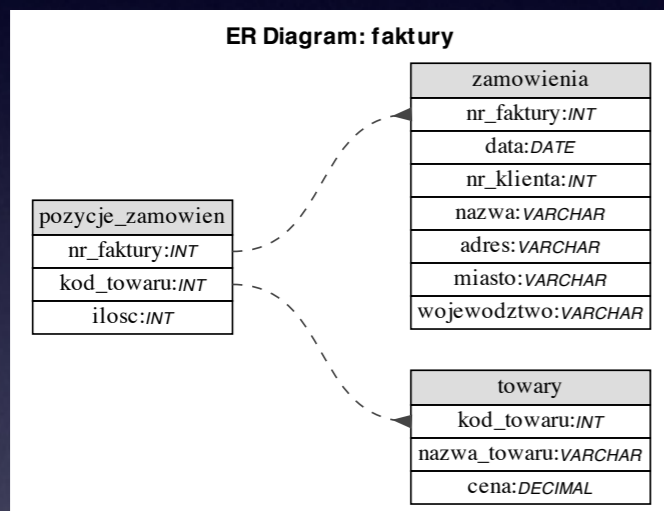 ER Diagram: faktury
pozycje_zamowien
nr_faktury:INT
kod_towaru:INT
ilosc:INT
zamowienia
nr_faktury:INT
data:DATE
nr_klienta:INT
nazwa:VARCHAR
adres:VARCHAR
miasto:VARCHAR
wojewodztwo:VARCHAR
towary
kod_towaru:INT
nazwa_towaru:VARCHAR
cena:DECIMAL